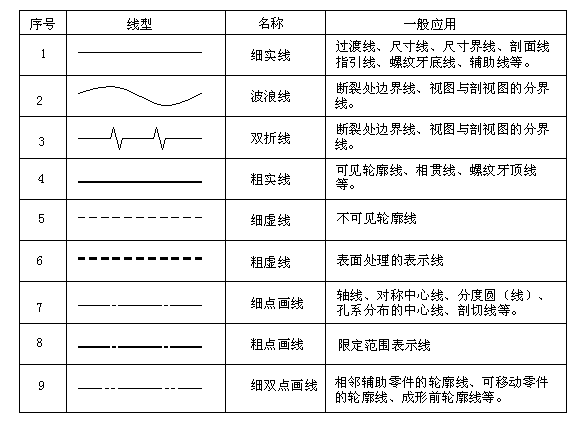 序号 线型 名称 一般应用
1 细实线 过渡线、尺寸线、尺寸界线、剖面线
指引线、螺纹牙底线、辅助线等。
2 波浪线 断裂处边界线、视图与剖视图的分界
线。
3 双折线 断裂处边界线、视图与剖视图的分界
线。
4 粗实线 可见轮廓线、相贯线、螺纹牙顶线
等。
5 细虚线 不可见轮廓线
6 粗虚线 表面处理的表示线
7 细点画线 轴线、对称中心线、分度圆（线）、
孔系分布的中心线、剖切线等。
8 粗点画线 限定范围表示线
9 细双点画线 相邻辅助零件的轮廓线、可移动零件
的轮廓线、成形前轮廓线等。